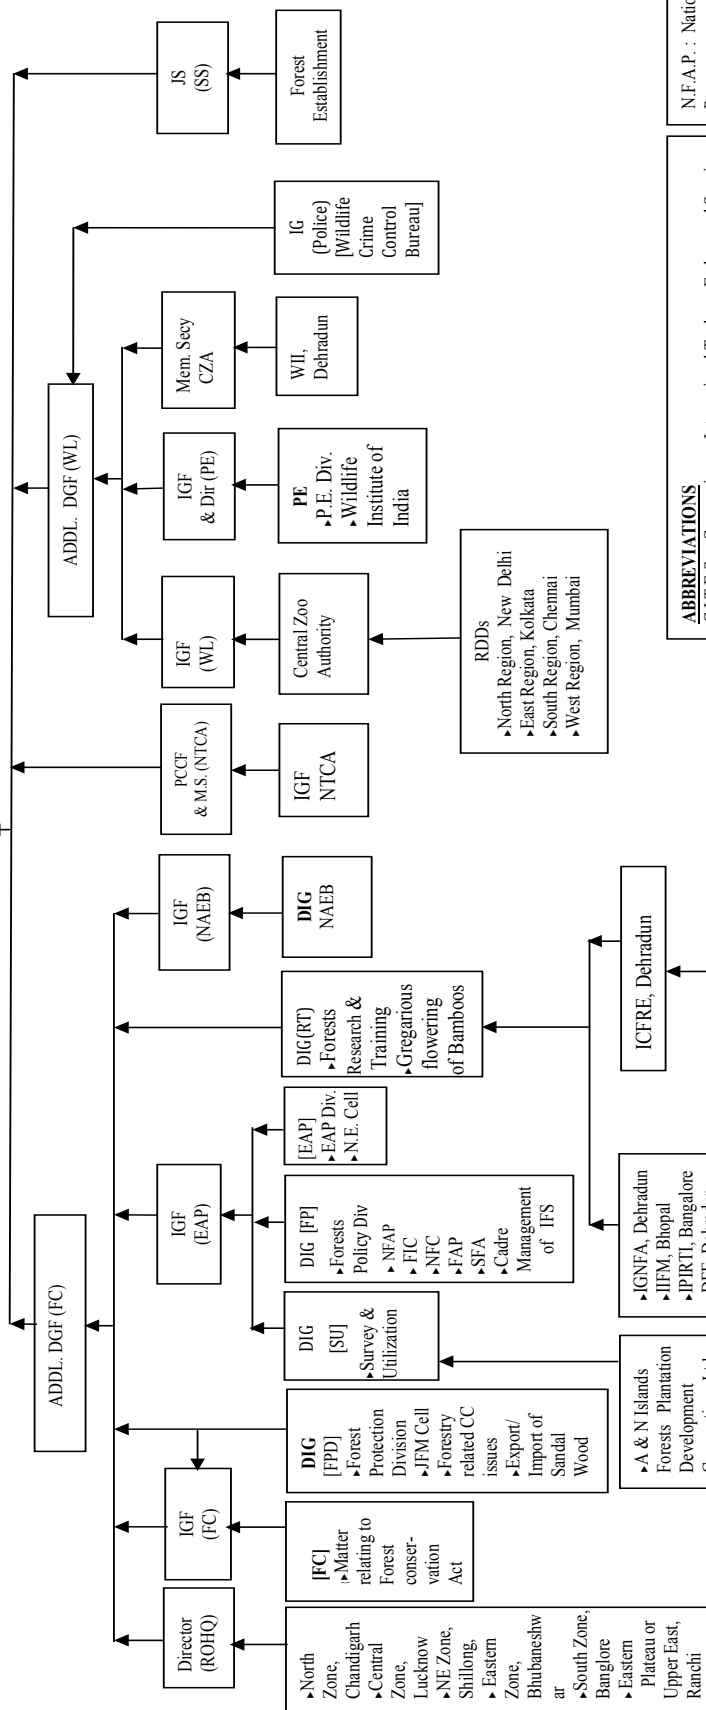 ADDL. DGF (FC)
PCCF
& M.S. (NTCA)
ADDL. DGF (WL)
JS
(SS)
Director
(ROHQ)
IGF
(FC)
IGF
(EAP)
IGF
(NAEB)
IGF
NTCA
IGF
(WL)
IGF
& Dir (PE)
Mem. Secy
CZA
IG
(Police)
[Wildlife
Crime
Control
Bureau]
Forest
Establishment
▸North
Zone,
Chandigarh
▸Central
Zone,
Lucknow
▸NE Zone,
Shillong,
▸ Eastern
Zone,
Bhubaneshw
ar
▸South Zone,
Banglore
▸ Eastern
Plateau or
Upper East,
Ranchi
[FC]
▸Matter
relating to
Forest
conser-
vation
Act
DIG
[FPD]
▸Forest
Protection
Division
▸JFM Cell
▸Forestry
related CC
issues
▸Export/
Import of
Sandal
Wood
DIG
[SU]
▸Survey &
Utilization
DIG [FP]
▸Forests
Policy Div
▸ NFAP
▸ FIC
▸NFC
▸FAP
▸SFA
▸Cadre
Management
of IFS
[EAP]
▸EAP Div.
▸N.E. Cell
DIG(RT)
▸Forests
Research &
Training
▸Gregarious
flowering
of Bamboos
DIG
NAEB
Central Zoo
Authority
PE
▸P.E. Div.
▸Wildlife
Institute of
India
WII,
Dehradun
RDDs
▸North Region, New Delhi
▸East Region, Kolkata
▸South Region, Chennai
▸West Region, Mumbai
▸A & N Islands
Forests Plantation
Development
▸IGNFA, Dehradun
▸IIFM, Bhopal
▸IPIRTI, Bangalore
ICFRE, Dehradun
ABBREVIATIONS
N.F.A.P. : Natio